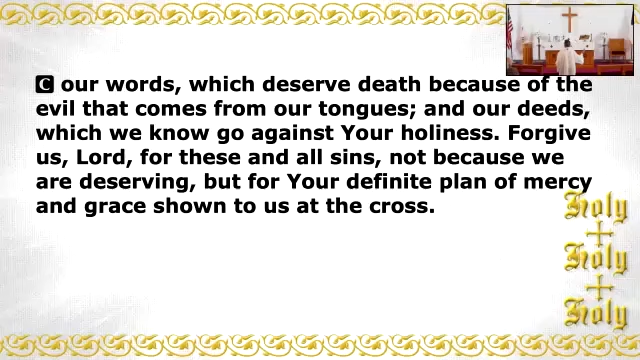 C our words, which deserve death because of the
evil that comes from our tongues; and our deeds,
which we know go against Your holiness. Forgive
us, Lord, for these and all sins, not because we
are deserving, but for Your definite plan of mercy
and grace shown to us at the cross.
Holy
Holy
Holy